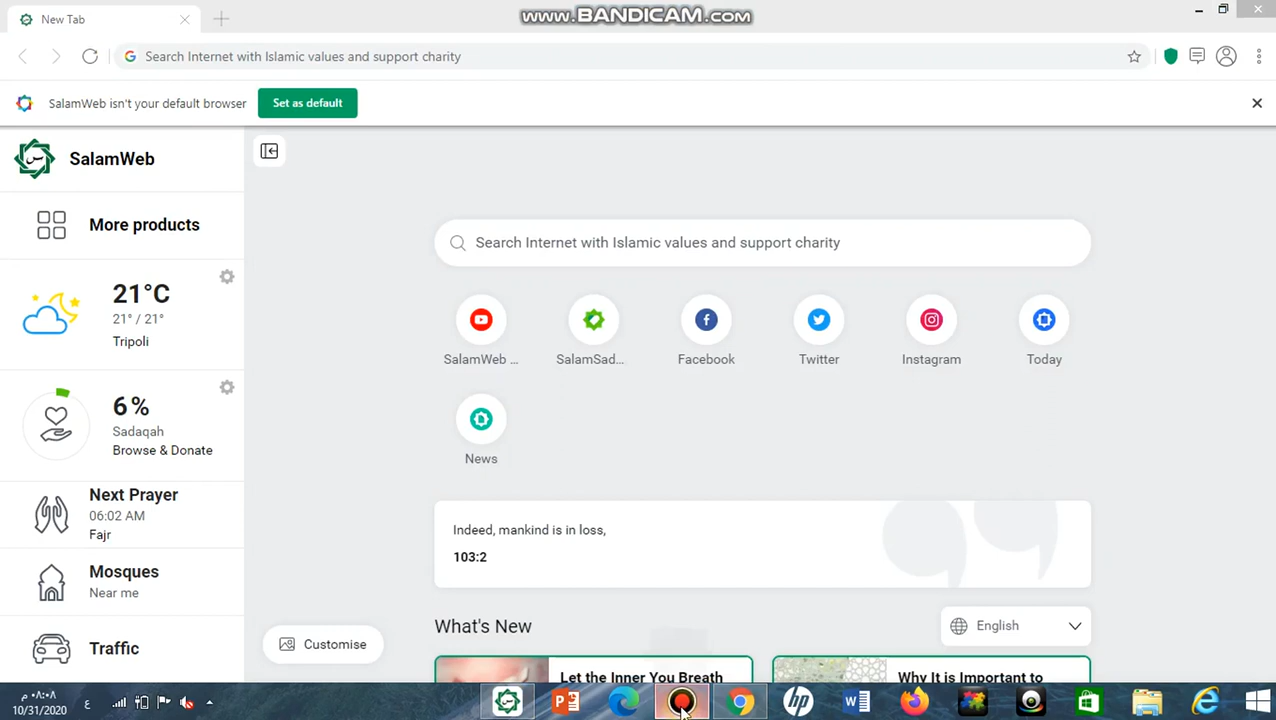 New Tab
www.BANDICAM.com
Search Internet with Islamic values and support charity
SalamWeb isn't your default browser
Set as default
SalamWeb
More products
21°C
21° / 21°
Tripoli
6%
Sadaqah
Browse & Donate
Next Prayer
06:02 AM
Fajr
Mosques
Near me
Traffic
Search Internet with Islamic values and support charity
SalamWeb ...
SalamSad...
Facebook
Twitter
Instagram
Today
News
Indeed, mankind is in loss,
103:2
Customise
What's New
English
Let the Inner You Breath
Why It is Important to
٠٨:٠٨ م
10/31/2020
ع